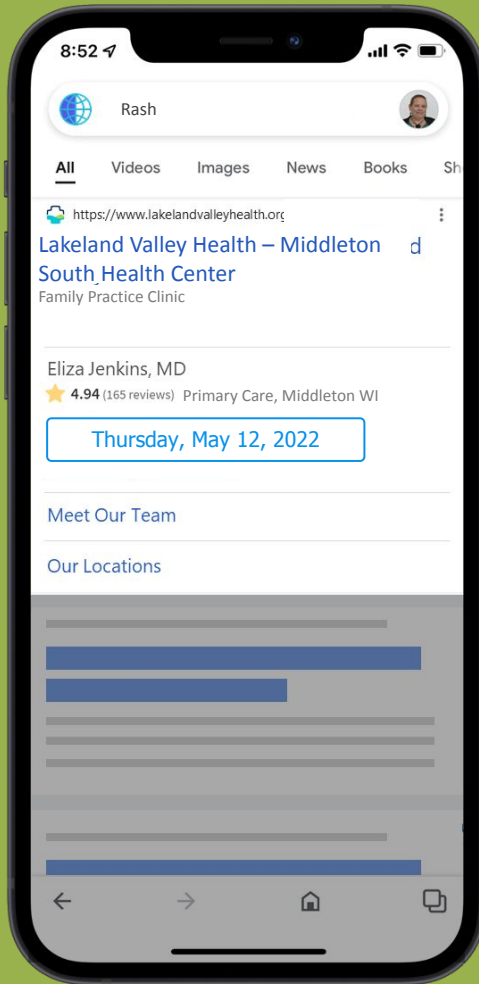 8:52
Rash
All Videos Images News Books Sh
https://www.lakelandvalleyhealth.org
Lakeland Valley Health – Middleton d
South Health Center
Family Practice Clinic
Eliza Jenkins, MD
4.94 (165 reviews) Primary Care, Middleton WI
Thursday, May 12, 2022
Meet Our Team
Our Locations